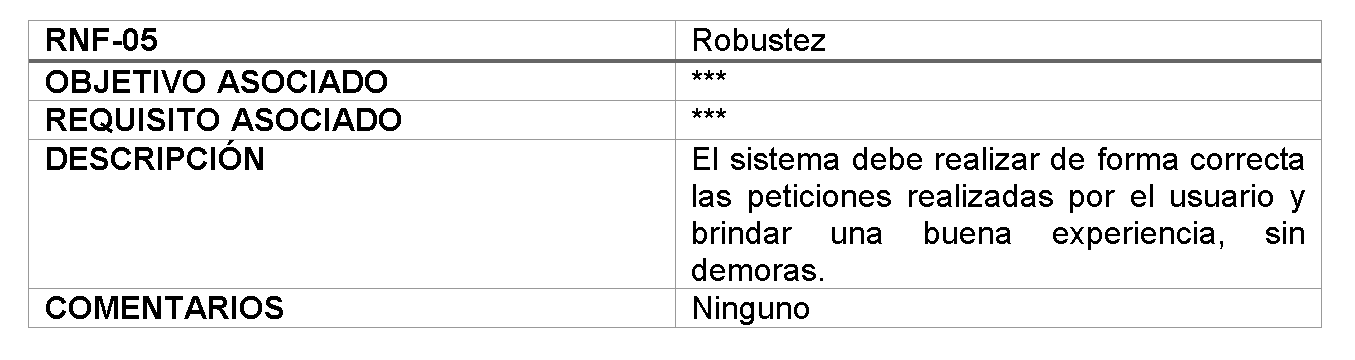 RNF-05 Robustez
OBJETIVO ASOCIADO ***
REQUISITO ASOCIADO ***
DESCRIPCIÓN El sistema debe realizar de forma correcta
las peticiones realizadas por el usuario y
brindar una buena experiencia, sin
demoras.
COMENTARIOS Ninguno